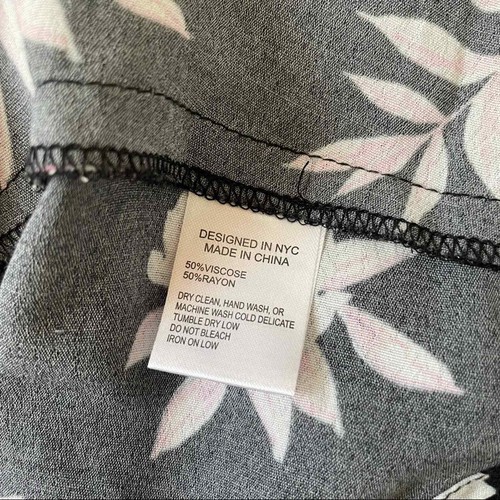 DESIGNED IN NYC
MADE IN CHINA
50%VISCOSE
50%RAYON
DRY CLEAN, HAND WASH, OR
MACHINE WASH COLD DELICATE
TUMBLE DRY LOW
DO NOT BLEACH
IRON ON LOW